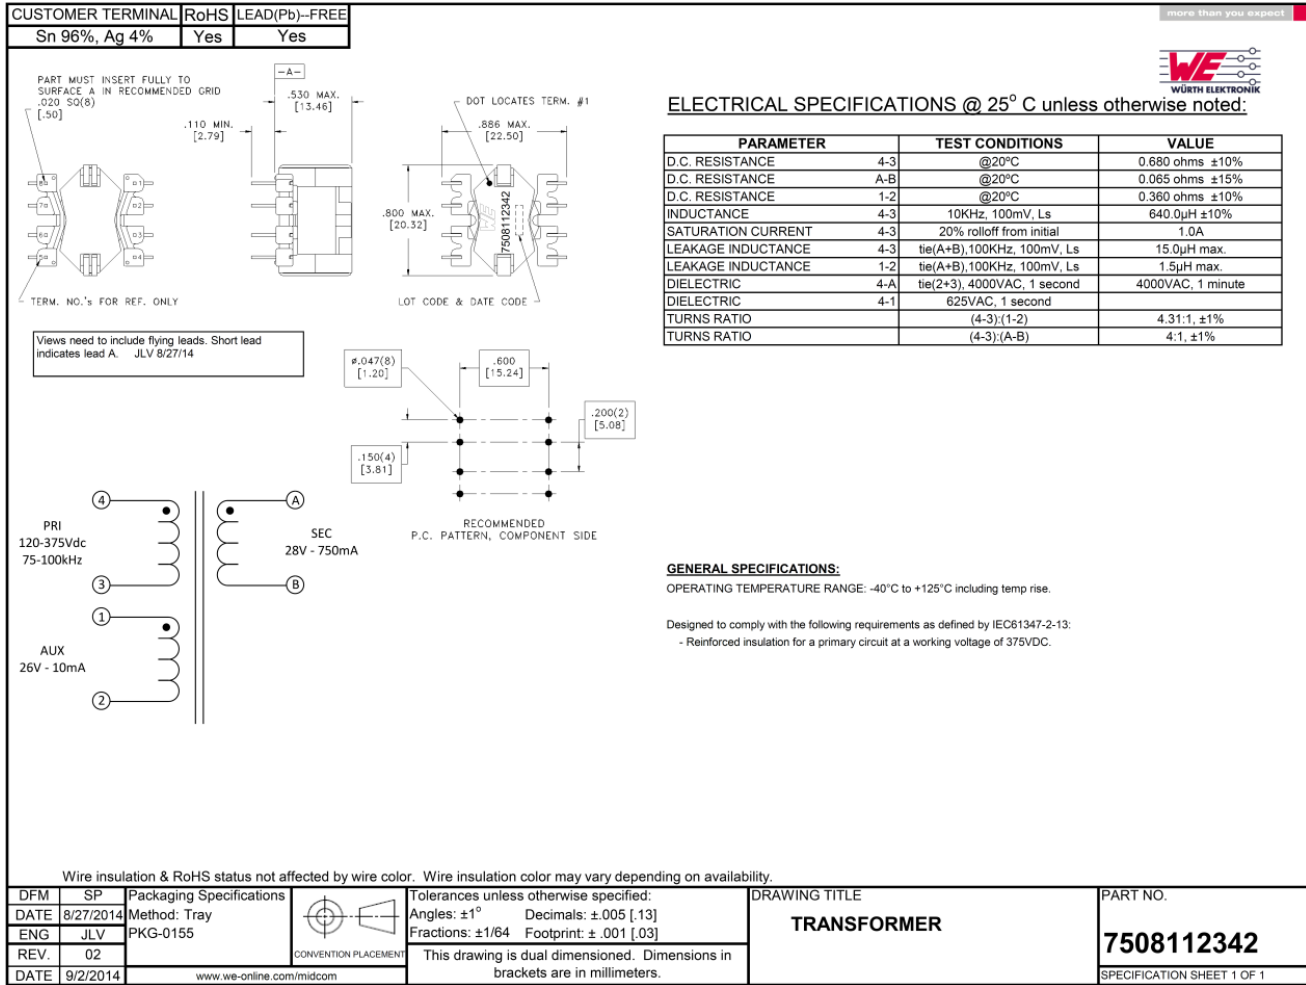 CUSTOMER TERMINAL RoHS LEAD(Pb)--FREE
Sn 96%, Ag 4% Yes Yes
more than you expect
WE
WÜRTH ELEKTRONIK
PART MUST INSERT FULLY TO
SURFACE A IN RECOMMENDED GRID
.020 SQ(8)
[.50]
-A-
.530 MAX.
[13.46]
.110 MIN.
[2.79]
DOT LOCATES TERM. #1
.886 MAX.
[22.50]
.800 MAX.
[20.32]
7508112342
TERM. NO.'s FOR REF. ONLY
LOT CODE & DATE CODE
Views need to include flying leads. Short lead
indicates lead A. JLV 8/27/14
ø.047(8)
[1.20]
.600
[15.24]
.200(2)
[5.08]
.150(4)
[3.81]
RECOMMENDED
P.C. PATTERN, COMPONENT SIDE
4
PRI
120-375Vdc
75-100kHz
3
1
AUX
26V - 10mA
2
A
SEC
28V - 750mA
B
ELECTRICAL SPECIFICATIONS @ 25° C unless otherwise noted:
PARAMETER TEST CONDITIONS VALUE
D.C. RESISTANCE 4-3 @20ºC 0.680 ohms ±10%
D.C. RESISTANCE A-B @20ºC 0.065 ohms ±15%
D.C. RESISTANCE 1-2 @20ºC 0.360 ohms ±10%
INDUCTANCE 4-3 10KHz, 100mV, Ls 640.0µH ±10%
SATURATION CURRENT 4-3 20% rolloff from initial 1.0A
LEAKAGE INDUCTANCE 4-3 tie(A+B),100KHz, 100mV, Ls 15.0µH max.
LEAKAGE INDUCTANCE 1-2 tie(A+B),100KHz, 100mV, Ls 1.5µH max.
DIELECTRIC 4-A tie(2+3), 4000VAC, 1 second 4000VAC, 1 minute
DIELECTRIC 4-1 625VAC, 1 second
TURNS RATIO (4-3):(1-2) 4.31:1, ±1%
TURNS RATIO (4-3):(A-B) 4:1, ±1%
GENERAL SPECIFICATIONS:
OPERATING TEMPERATURE RANGE: -40°C to +125°C including temp rise.
Designed to comply with the following requirements as defined by IEC61347-2-13:
- Reinforced insulation for a primary circuit at a working voltage of 375VDC.
Wire insulation & RoHS status not affected by wire color. Wire insulation color may vary depending on availability.
DFM SP
DATE 8/27/2014
ENG JLV
REV. 02
DATE 9/2/2014
Packaging Specifications
Method: Tray
PKG-0155
CONVENTION PLACEMENT
www.we-online.com/midcom
Tolerances unless otherwise specified:
Angles: ±1° Decimals: ±.005 [.13]
Fractions: ±1/64 Footprint: ± .001 [.03]
This drawing is dual dimensioned. Dimensions in
brackets are in millimeters.
DRAWING TITLE
TRANSFORMER
PART NO.
7508112342
SPECIFICATION SHEET 1 OF 1